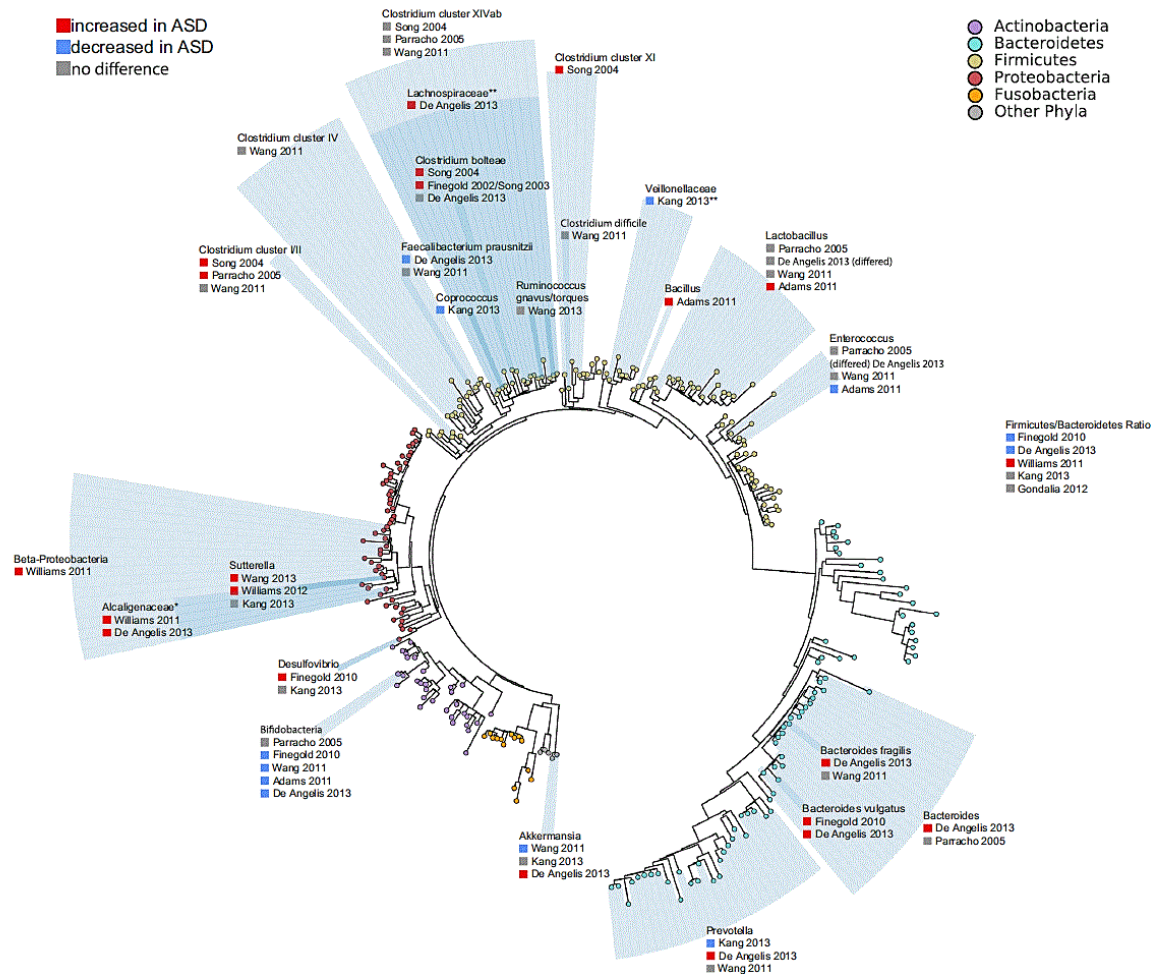 increased in ASD
decreased in ASD
no difference
Actinobacteria
Bacteroidetes
Firmicutes
Proteobacteria
Fusobacteria
Other Phyla
Clostridium cluster XIVab
Song 2004
Parracho 2005
Wang 2011
Clostridium cluster XI
Song 2004
Lachnospiraceae**
De Angelis 2013
Clostridium cluster IV
Wang 2011
Clostridium bolteae
Song 2004
Finegold 2002/Song 2003
De Angelis 2013
Veillonellaceae
Kang 2013**
Clostridium difficile
Wang 2011
Lactobacillus
Parracho 2005
De Angelis 2013 (differed)
Wang 2011
Adams 2011
Clostridium cluster I/II
Song 2004
Parracho 2005
Wang 2011
Faecalibacterium prausnitzii
De Angelis 2013
Wang 2011
Coprococcus
Kang 2013
Ruminococcus
gnavus/torques
Wang 2013
Bacillus
Adams 2011
Enterococcus
Parracho 2005
(differed) De Angelis 2013
Wang 2011
Adams 2011
Firmicutes/Bacteroidetes Ratio
Finegold 2010
De Angelis 2013
Williams 2011
Kang 2013
Gondalia 2012
Beta-Proteobacteria
Williams 2011
Sutterella
Wang 2013
Williams 2012
Kang 2013
Alcaligenaceae*
Williams 2011
De Angelis 2013
Desulfovibrio
Finegold 2010
Kang 2013
Bifidobacteria
Parracho 2005
Finegold 2010
Wang 2011
Adams 2011
De Angelis 2013
Bacteroides fragilis
De Angelis 2013
Wang 2011
Bacteroides vulgatus
Finegold 2010
De Angelis 2013
Bacteroides
De Angelis 2013
Parracho 2005
Akkermansia
Wang 2011
Kang 2013
De Angelis 2013
Prevotella
Kang 2013
De Angelis 2013
Wang 2011